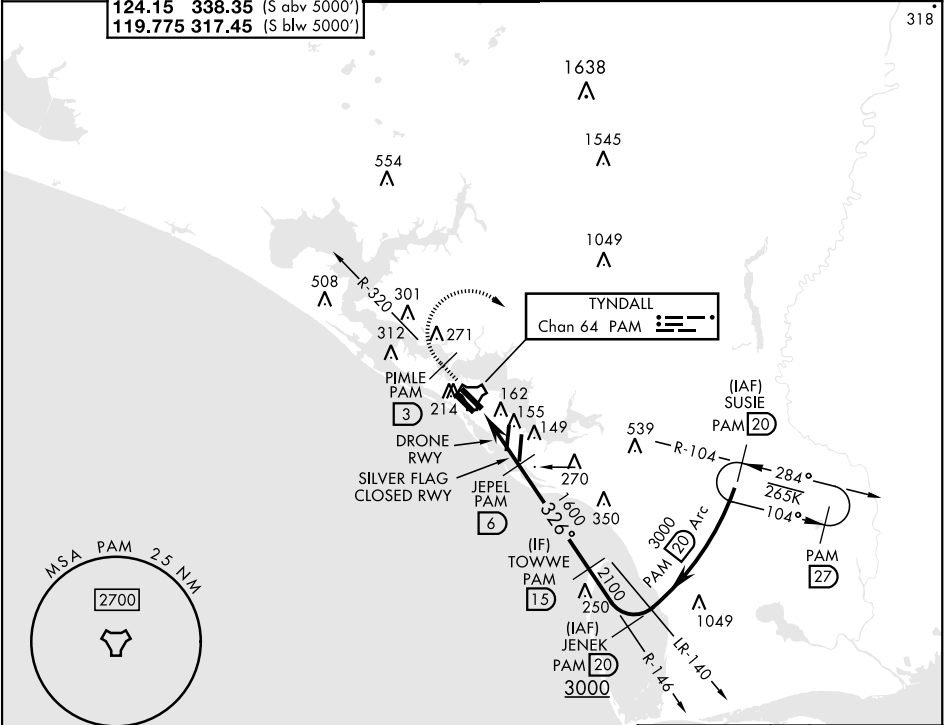 124.15 338.35 (S abv 5000')
119.775 317.45 (S blw 5000')
318
1638
1545
554
1049
508
R-320
301
312
271
TYNDALL
Chan 64 PAM
PIMLE
PAM
3
214
162
155
149
DRONE
RWY
SILVER FLAG
CLOSED RWY
JEPEL
PAM
6
270
539
R-104
(IAF)
SUSIE
PAM 20
284°
265K
104°
PAM
27
350
1600
326°
3000
PAM 20 Arc
(IF)
TOWWE
PAM
15
2100
250
1049
(IAF)
JENEK
PAM 20
3000
R-146
LR-140
MSA PAM 25 NM
2700